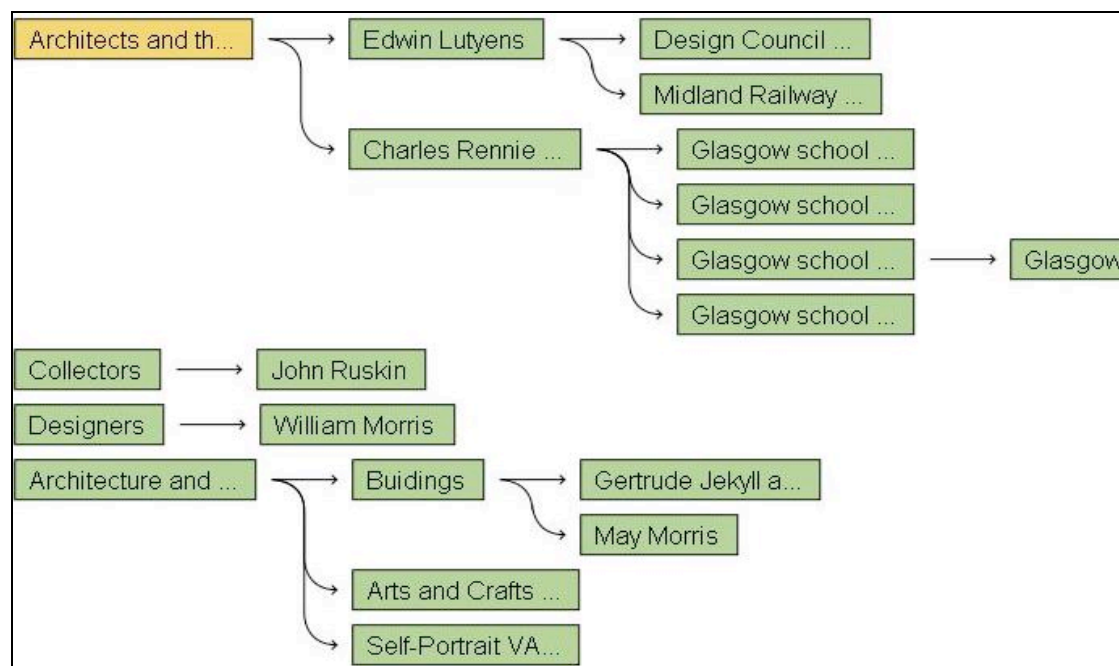 Architects and th...
Edwin Lutyens
Design Council ...
Midland Railway ...
Charles Rennie ...
Glasgow school ...
Glasgow school ...
Glasgow school ...
Glasgow
Glasgow school ...
Collectors
John Ruskin
Designers
William Morris
Architecture and ...
Buidings
Gertrude Jekyll a...
May Morris
Arts and Crafts ...
Self-Portrait VA...